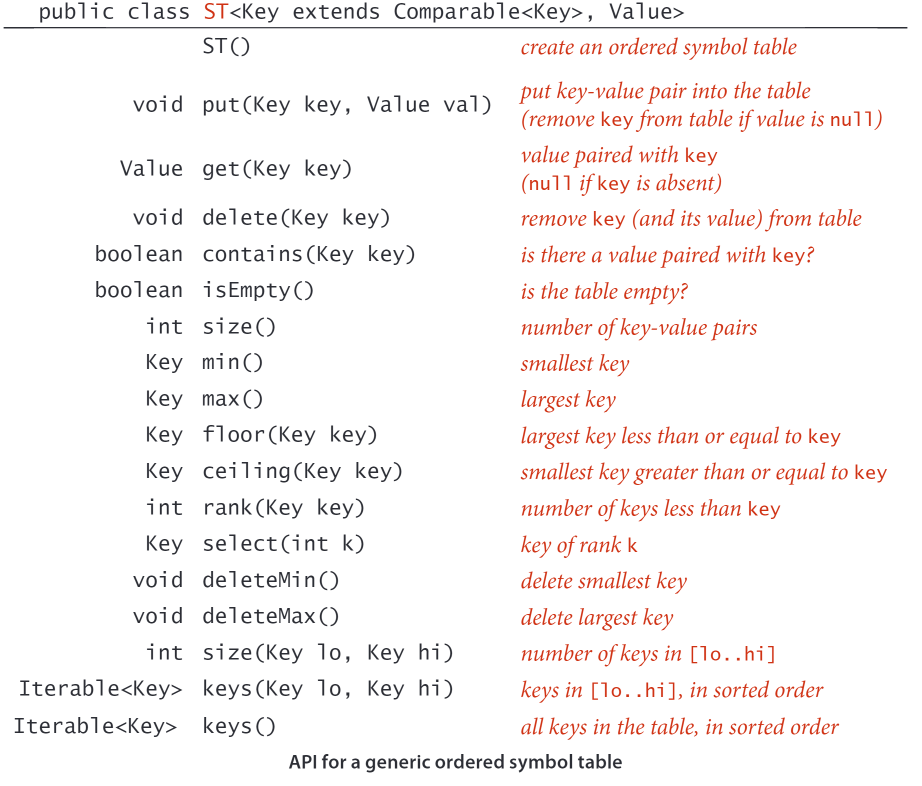 public class ST<Key extends Comparable<Key>, Value>
ST() create an ordered symbol table
void put(Key key, Value val) put key-value pair into the table
(remove key from table if value is null)
Value get(Key key) value paired with key
(null if key is absent)
void delete(Key key) remove key (and its value) from table
boolean contains(Key key) is there a value paired with key?
boolean isEmpty() is the table empty?
int size() number of key-value pairs
Key min() smallest key
Key max() largest key
Key floor(Key key) largest key less than or equal to key
Key ceiling(Key key) smallest key greater than or equal to key
int rank(Key key) number of keys less than key
Key select(int k) key of rank k
void deleteMin() delete smallest key
void deleteMax() delete largest key
int size(Key lo, Key hi) number of keys in [lo..hi]
Iterable<Key> keys(Key lo, Key hi) keys in [lo..hi], in sorted order
Iterable<Key> keys() all keys in the table, in sorted order
API for a generic ordered symbol table